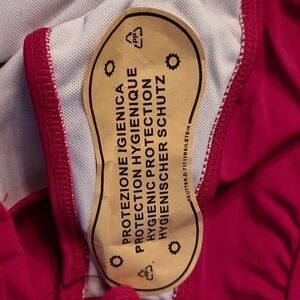 PROTEZIONE IGIENICA
PROTECTION HYGIENIQUE
HYGIENIC PROTECTION
HYGIENISCHER SCHUTZ